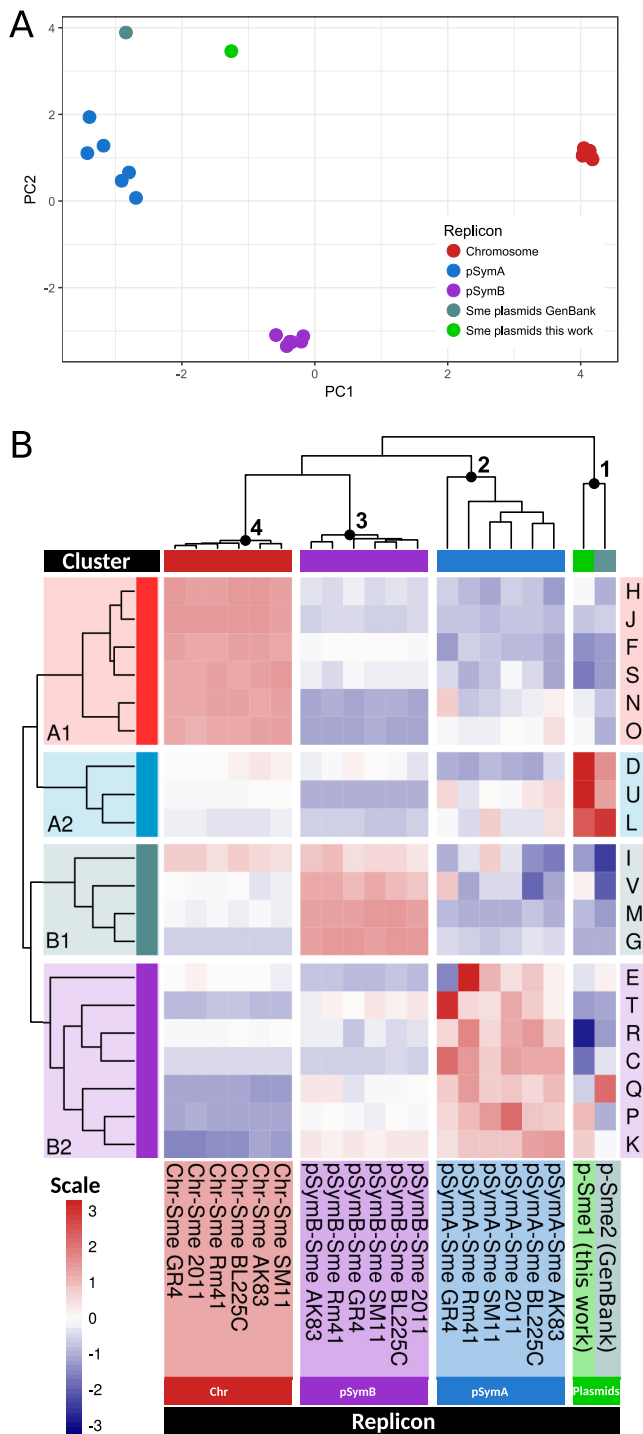 A
4
2
0
-2
PC2
-2
0
2
4
PC1
Replicon
Chromosome
pSymA
pSymB
Sme plasmids GenBank
Sme plasmids this work
B
1
2
3
4
Cluster
A1
A2
B1
B2
H
J
F
S
N
O
D
U
L
I
V
M
G
E
T
R
C
Q
P
K
Scale
3
2
1
0
-1
-2
-3
Chr-Sme GR4
Chr-Sme 2011
Chr-Sme Rm41
Chr-Sme BL225C
Chr-Sme AK83
Chr-Sme SM11
pSymB-Sme AK83
pSymB-Sme Rm41
pSymB-Sme GR4
pSymB-Sme SM11
pSymB-Sme BL225C
pSymB-Sme 2011
pSymA-Sme GR4
pSymA-Sme Rm41
pSymA-Sme SM11
pSymA-Sme 2011
pSymA-Sme BL225C
pSymA-Sme AK83
p-Sme1 (this work)
p-Sme2 (GenBank)
Chr
pSymB
pSymA
Plasmids
Replicon